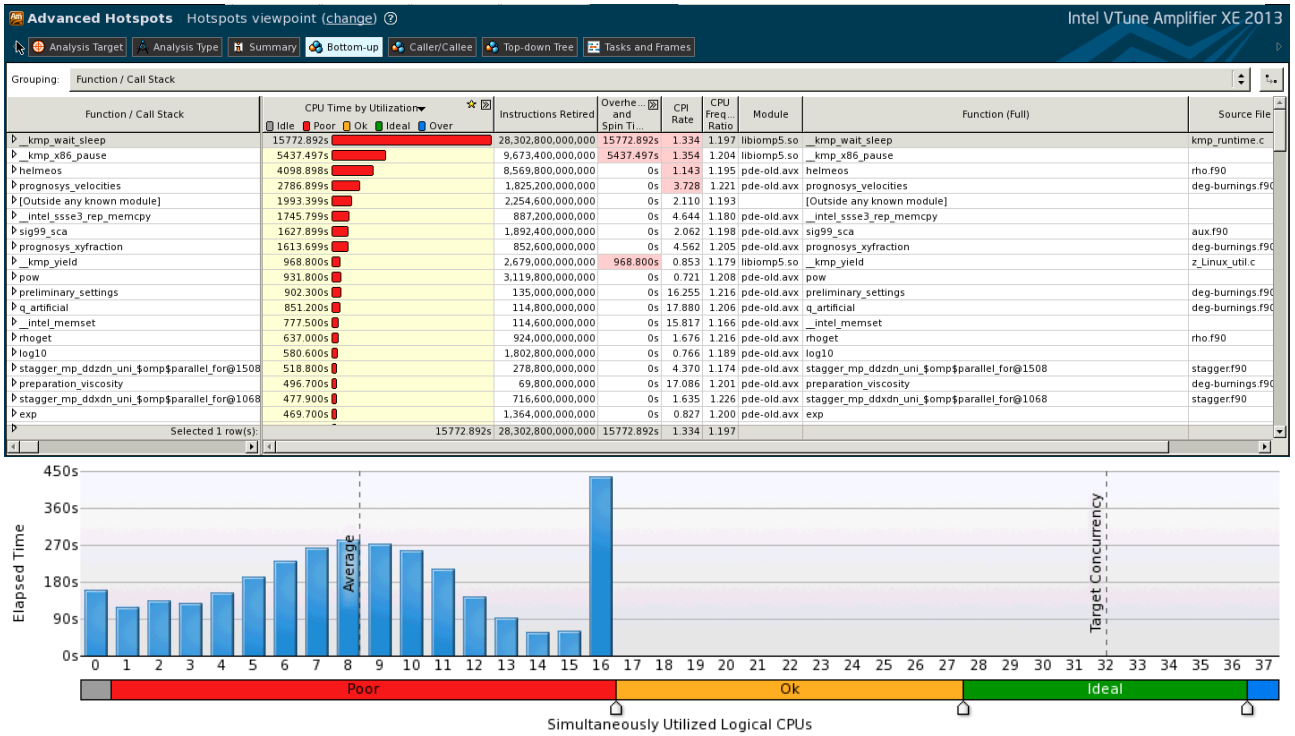 Advanced Hotspots Hotspots viewpoint (change) Intel VTune Amplifier XE 2013
Analysis Target Analysis Type Summary Bottom-up Caller/Callee Top-down Tree Tasks and Frames
Grouping: Function / Call Stack
Function / Call Stack CPU Time by Utilization Idle Poor Ok Ideal Over Instructions Retired Overhe... and Spin Ti... CPI Rate CPU Freq... Ratio Module Function (Full) Source File
__kmp_wait_sleep 15772.892s 28,302,800,000,000 15772.892s 1.334 1.197 libiomp5.so __kmp_wait_sleep kmp_runtime.c
__kmp_x86_pause 5437.497s 9,673,400,000,000 5437.497s 1.354 1.204 libiomp5.so __kmp_x86_pause
helmeos 4098.898s 8,569,800,000,000 0s 1.143 1.195 pde-old.avx helmeos rho.f90
prognosys_velocities 2786.899s 1,825,200,000,000 0s 3.728 1.221 pde-old.avx prognosys_velocities deg-burnings.f90
[Outside any known module] 1993.399s 2,254,600,000,000 0s 2.110 1.193 [Outside any known module]
__intel_ssse3_rep_memcpy 1745.799s 887,200,000,000 0s 4.644 1.180 pde-old.avx __intel_ssse3_rep_memcpy
sig99_sca 1627.899s 1,892,400,000,000 0s 2.062 1.198 pde-old.avx sig99_sca aux.f90
prognosys_xyfraction 1613.699s 852,600,000,000 0s 4.562 1.205 pde-old.avx prognosys_xyfraction deg-burnings.f90
__kmp_yield 968.800s 2,679,000,000,000 968.800s 0.853 1.179 libiomp5.so __kmp_yield z_Linux_util.c
pow 931.800s 3,119,800,000,000 0s 0.721 1.208 pde-old.avx pow
preliminary_settings 902.300s 135,000,000,000 0s 16.255 1.216 pde-old.avx preliminary_settings deg-burnings.f90
q_artificial 851.200s 114,800,000,000 0s 17.880 1.206 pde-old.avx q_artificial deg-burnings.f90
__intel_memset 777.500s 114,600,000,000 0s 15.817 1.166 pde-old.avx __intel_memset
rhoget 637.000s 924,000,000,000 0s 1.676 1.216 pde-old.avx rhoget rho.f90
log10 580.600s 1,802,800,000,000 0s 0.766 1.189 pde-old.avx log10
stagger_mp_ddzdn_uni_$omp$parallel_for@1508 518.800s 278,800,000,000 0s 4.370 1.174 pde-old.avx stagger_mp_ddzdn_uni_$omp$parallel_for@1508 stagger.f90
preparation_viscosity 496.700s 69,800,000,000 0s 17.086 1.201 pde-old.avx preparation_viscosity deg-burnings.f90
stagger_mp_ddxdn_uni_$omp$parallel_for@1068 477.900s 716,600,000,000 0s 1.635 1.226 pde-old.avx stagger_mp_ddxdn_uni_$omp$parallel_for@1068 stagger.f90
exp 469.700s 1,364,000,000,000 0s 0.827 1.200 pde-old.avx exp
Selected 1 row(s): 15772.892s 28,302,800,000,000 15772.892s 1.334 1.197
450s
360s
270s
180s
90s
0s
Elapsed Time
Average
Target Concurrency
0 1 2 3 4 5 6 7 8 9 10 11 12 13 14 15 16 17 18 19 20 21 22 23 24 25 26 27 28 29 30 31 32 33 34 35 36 37
Poor Ok Ideal
Simultaneously Utilized Logical CPUs